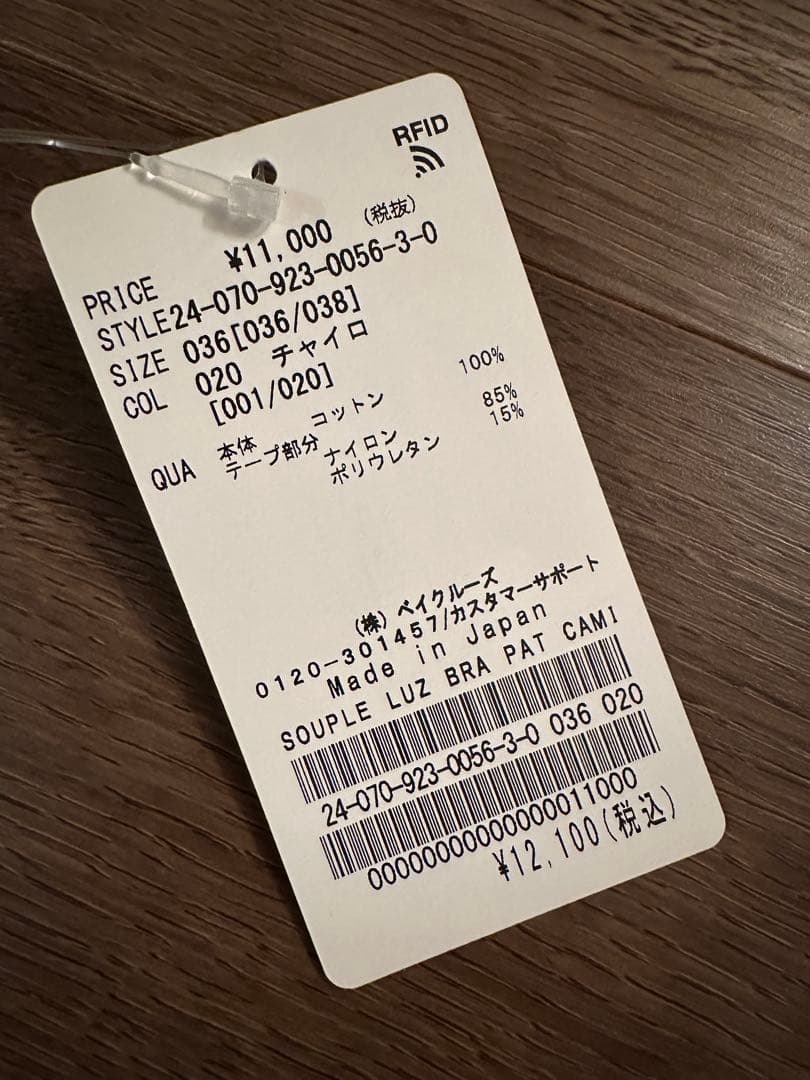 RFID
PRICE ¥11,000 (税抜)
STYLE24-070-923-0056-3-0
SIZE 036[036/038]
COL 020 チャイロ
[001/020]
QUA 本体 コットン 100%
テープ部分 ナイロン 85%
ポリウレタン 15%
(株) ベイクルーズ
0120-301457/カスタマーサポート
Made in Japan
SOUPLE LUZ BRA PAT CAMI
24-070-923-0056-3-0 036 020
0000000000000000011000
¥12,100(税込)